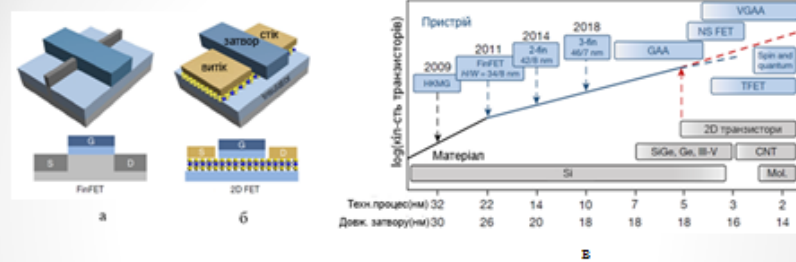 затвор
стік
витік
Insulator
G
S
D
FinFET
а
G
S
D
2D FET
б
log(кіл-сть транзисторів)
Пристрій
2009
HKMG
2011
FinFET
H/W = 34/8 nm
2014
2-fin
42/8 nm
2018
3-fin
46/7 nm
GAA
NS FET
VGAA
Spin and
quantum
TFET
Матеріал
2D транзистори
SiGe, Ge, III-V
CNT
Si
Mol.
Техн.процес(нм) 32 22 14 10 7 5 3 2
Довж. затвору(нм) 30 26 20 18 18 18 16 14
в